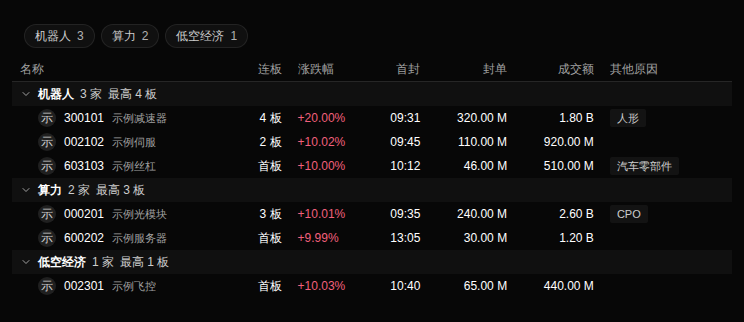 机器人 3 算力 2 低空经济 1
名称 连板 涨跌幅 首封 封单 成交额 其他原因
机器人 3 家 最高 4 板
示 300101 示例减速器 4 板 +20.00% 09:31 320.00 M 1.80 B 人形
示 002102 示例伺服 2 板 +10.02% 09:45 110.00 M 920.00 M
示 603103 示例丝杠 首板 +10.00% 10:12 46.00 M 510.00 M 汽车零部件
算力 2 家 最高 3 板
示 000201 示例光模块 3 板 +10.01% 09:35 240.00 M 2.60 B CPO
示 600202 示例服务器 首板 +9.99% 13:05 30.00 M 1.20 B
低空经济 1 家 最高 1 板
示 002301 示例飞控 首板 +10.03% 10:40 65.00 M 440.00 M